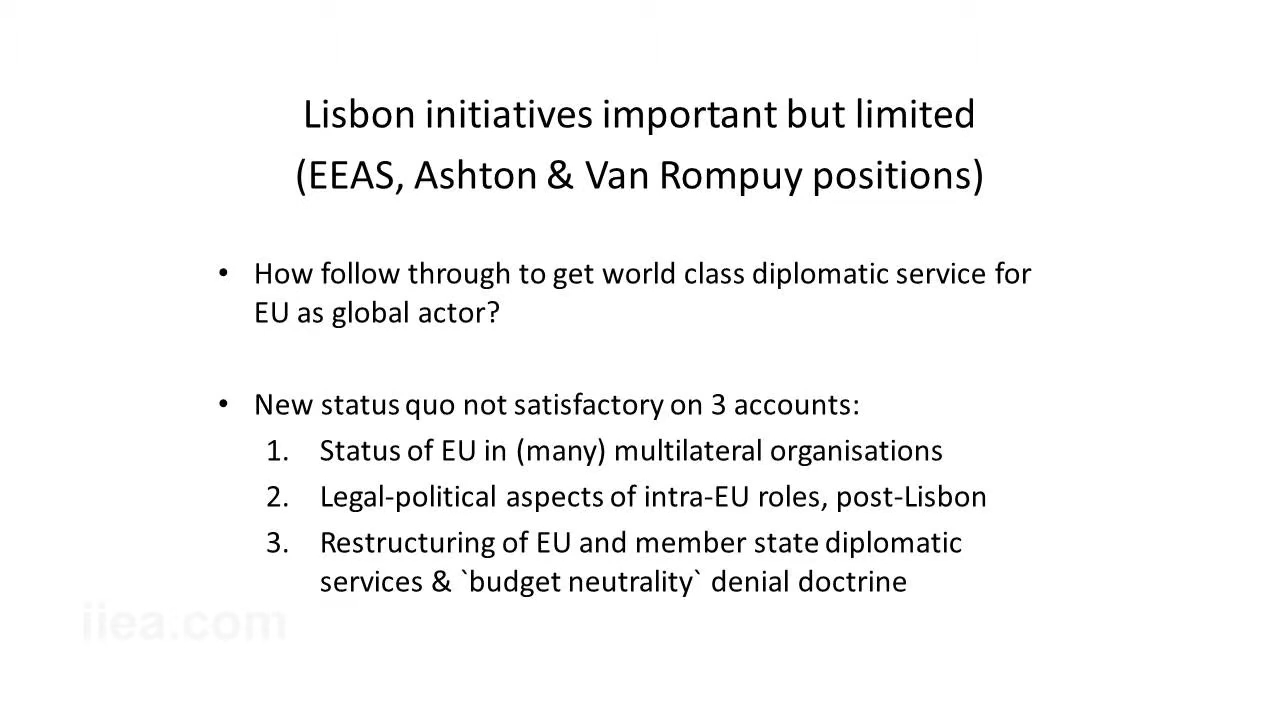 Lisbon initiatives important but limited
(EEAS, Ashton & Van Rompuy positions)
• How follow through to get world class diplomatic service for
EU as global actor?
• New status quo not satisfactory on 3 accounts:
1. Status of EU in (many) multilateral organisations
2. Legal-political aspects of intra-EU roles, post-Lisbon
3. Restructuring of EU and member state diplomatic
services & `budget neutrality` denial doctrine
iiea.com